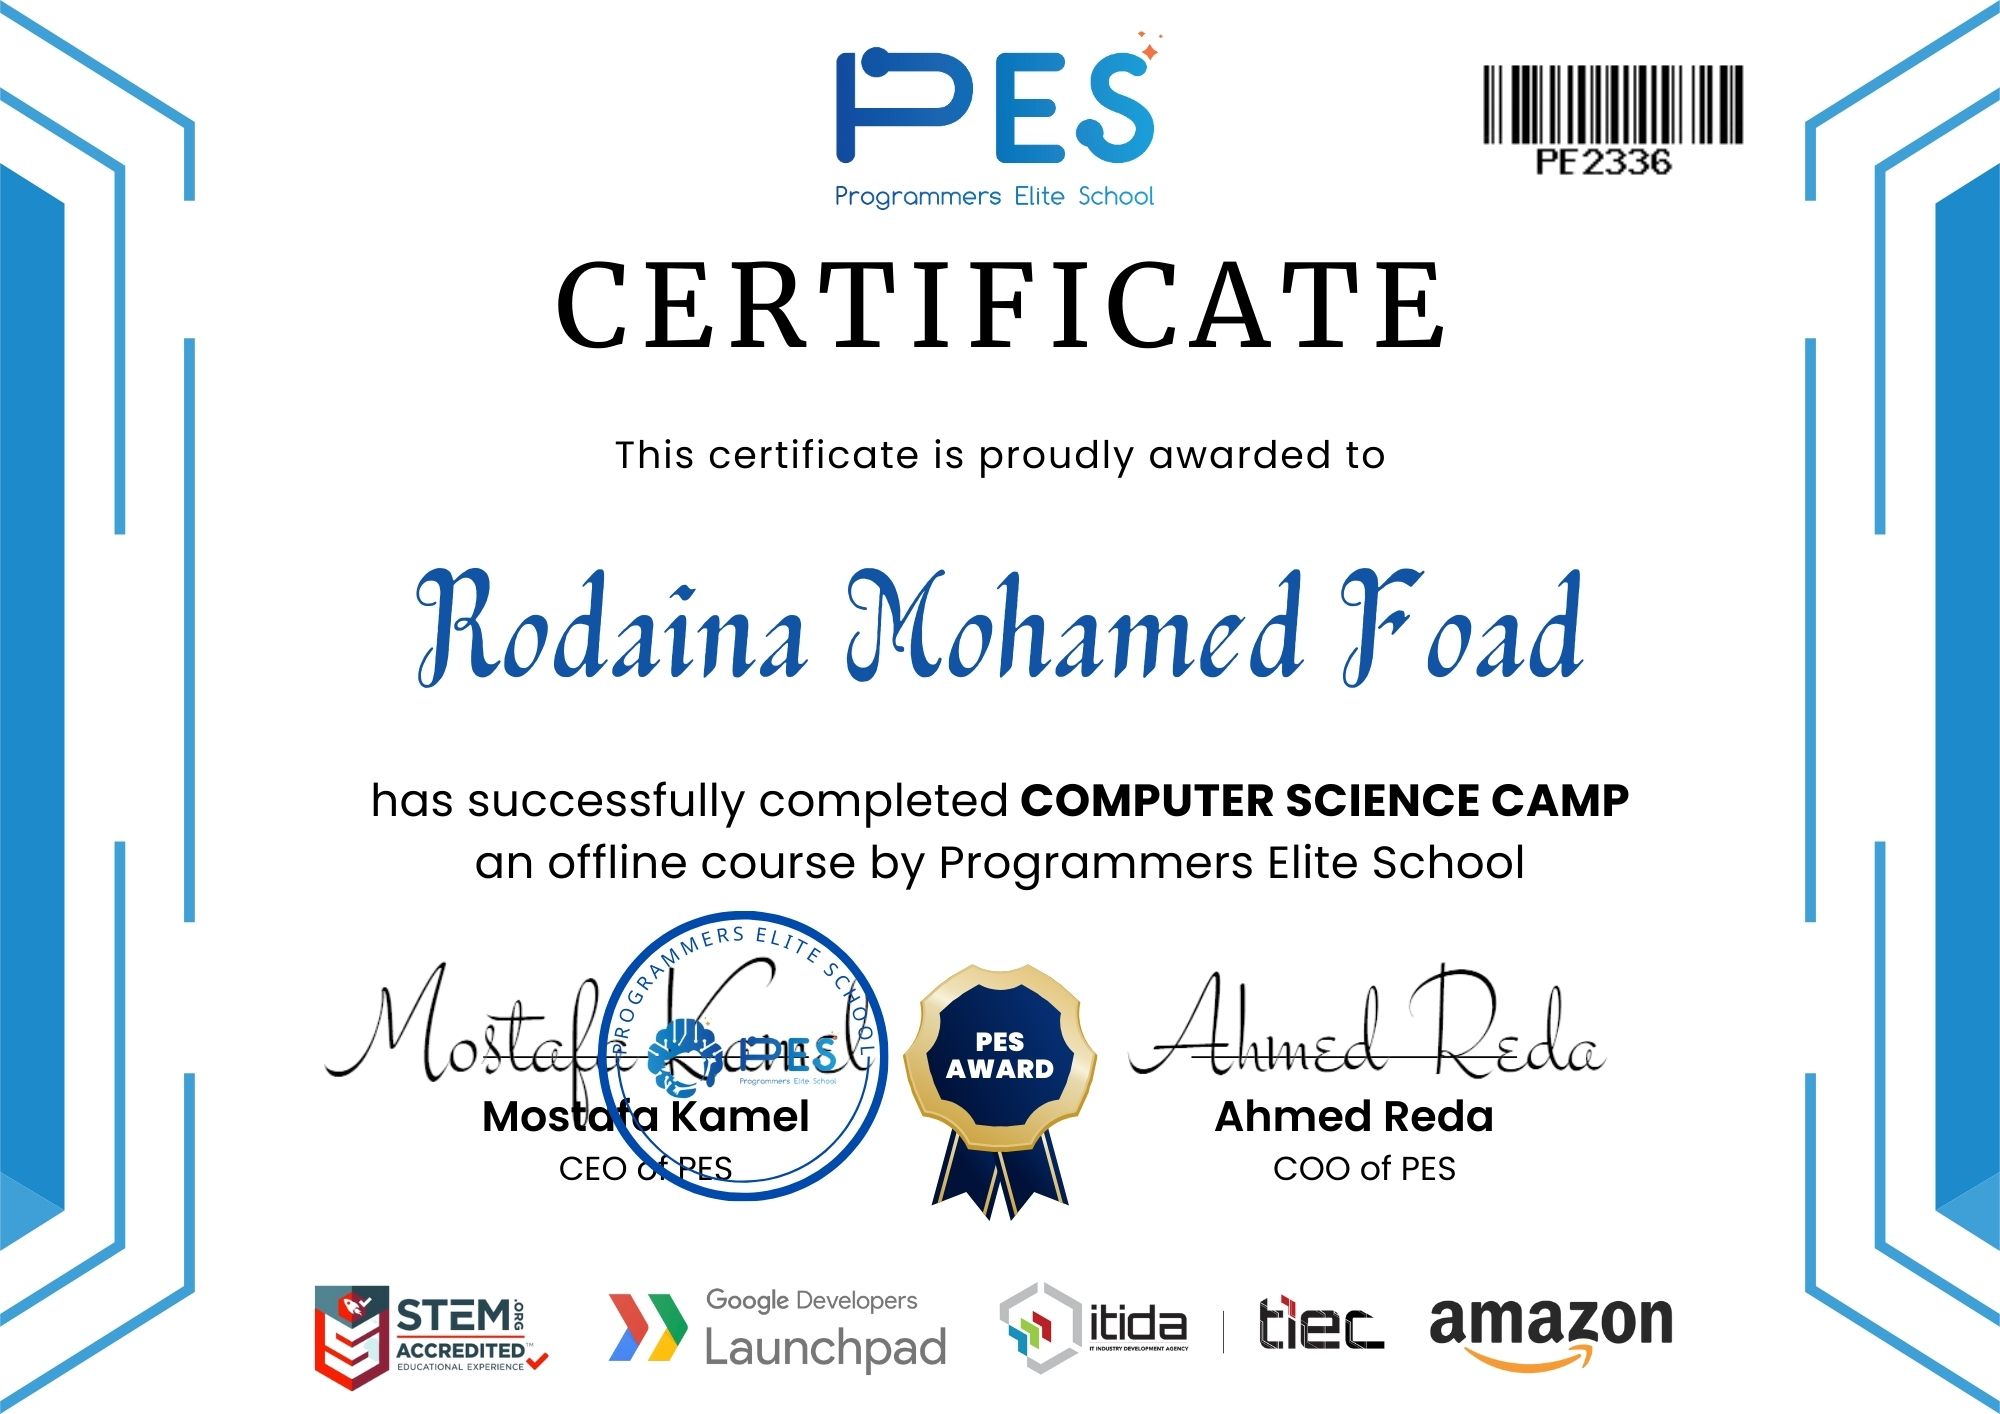 PES
Programmers Elite School
PE2336
CERTIFICATE
This certificate is proudly awarded to
Rodaina Mohamed Foad
has successfully completed COMPUTER SCIENCE CAMP
an offline course by Programmers Elite School
PROGRAMMERS ELITE SCHOOL
PES
Programmers Elite School
Mostafa Kamel
Mostafa Kamel
CEO of PES
PES
AWARD
Ahmed Reda
Ahmed Reda
COO of PES
STEM.ORG
ACCREDITED™
EDUCATIONAL EXPERIENCE
Google Developers
Launchpad
itida
IT INDUSTRY DEVELOPMENT AGENCY
tiec
amazon